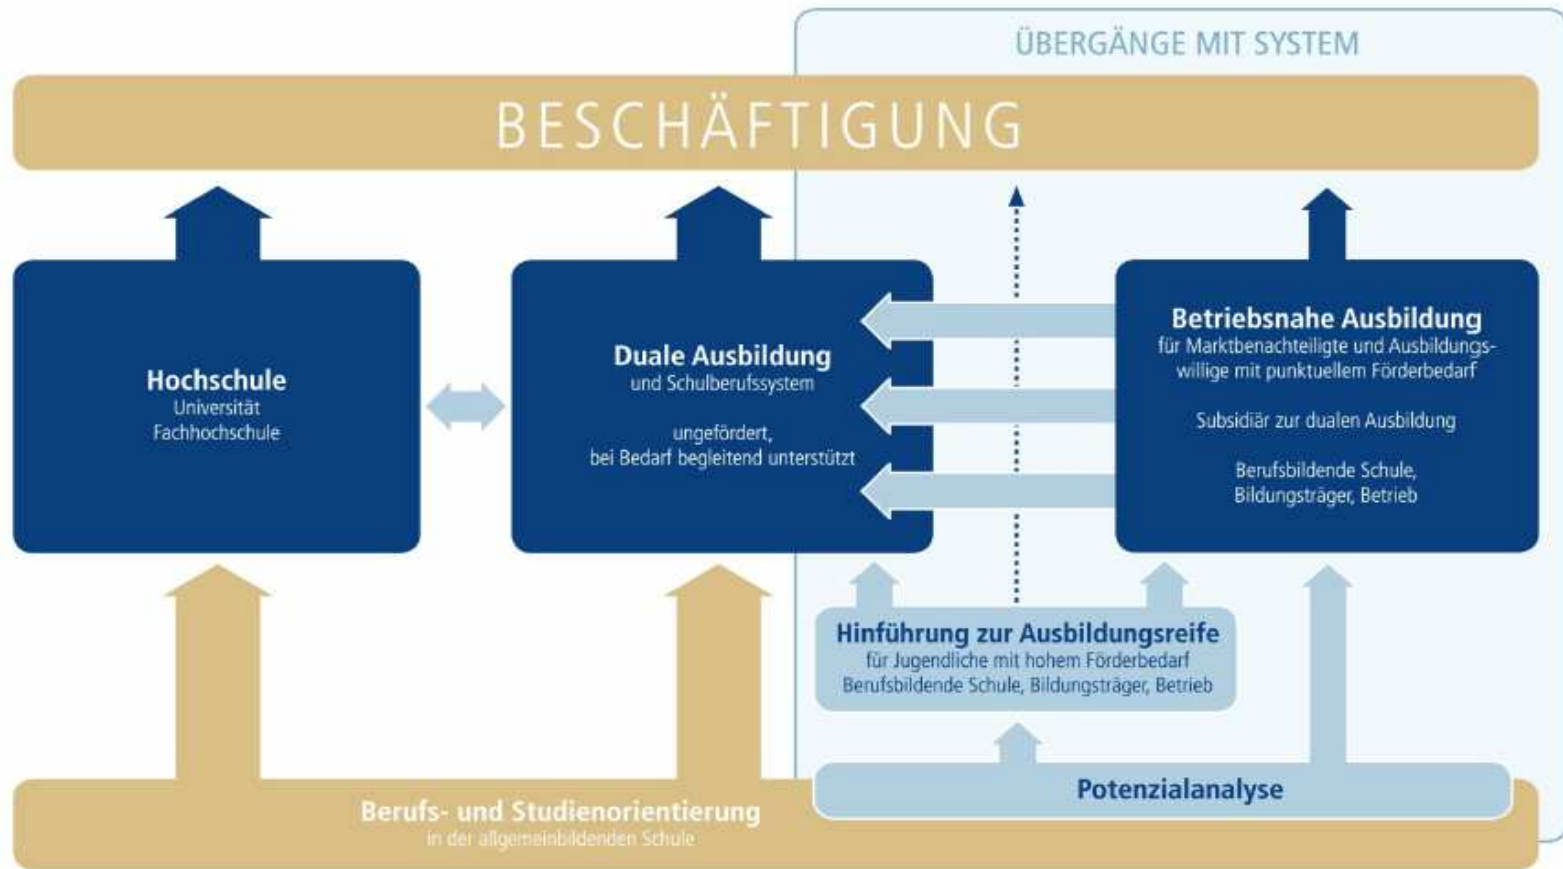 ÜBERGÄNGE MIT SYSTEM
BESCHÄFTIGUNG
Hochschule
Universität
Fachhochschule
Duale Ausbildung
und Schulberufssystem
ungefördert,
bei Bedarf begleitend unterstützt
Betriebsnahe Ausbildung
für Marktbenachteiligte und Ausbildungs-
willige mit punktuellem Förderbedarf
Subsidiär zur dualen Ausbildung
Berufsbildende Schule,
Bildungsträger, Betrieb
Hinführung zur Ausbildungsreife
für Jugendliche mit hohem Förderbedarf
Berufsbildende Schule, Bildungsträger, Betrieb
Potenzialanalyse
Berufs- und Studienorientierung
in der allgemeinbildenden Schule